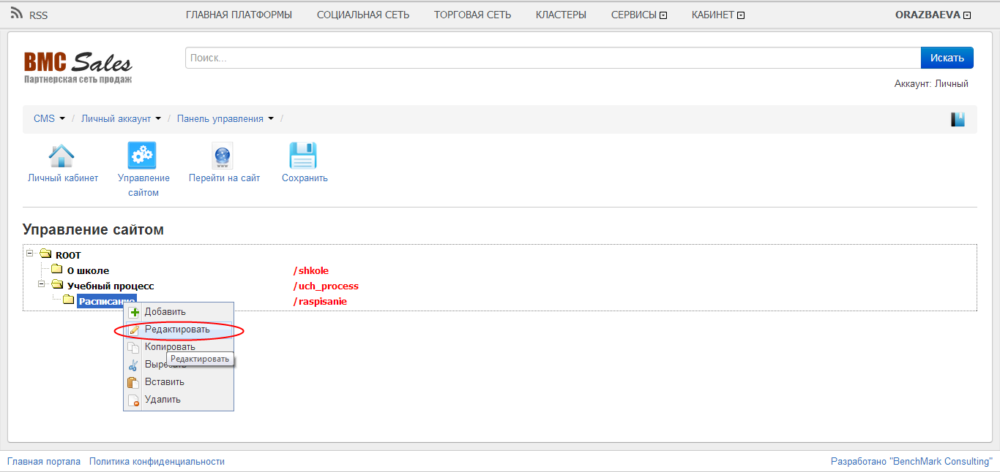 RSS ГЛАВНАЯ ПЛАТФОРМЫ СОЦИАЛЬНАЯ СЕТЬ ТОРГОВАЯ СЕТЬ КЛАСТЕРЫ СЕРВИСЫ КАБИНЕТ ORAZBAEVA
BMC Sales
Партнерская сеть продаж
Поиск... Искать
Аккаунт: Личный
CMS / Личный аккаунт / Панель управления /
Личный кабинет Управление сайтом Перейти на сайт Сохранить
Управление сайтом
ROOT
О школе /shkole
Учебный процесс /uch_process
Расписание /raspisanie
Добавить
Редактировать
Копировать
Редактировать
Вырезать
Вставить
Удалить
Главная портала Политика конфиденциальности Разработано "BenchMark Consulting"